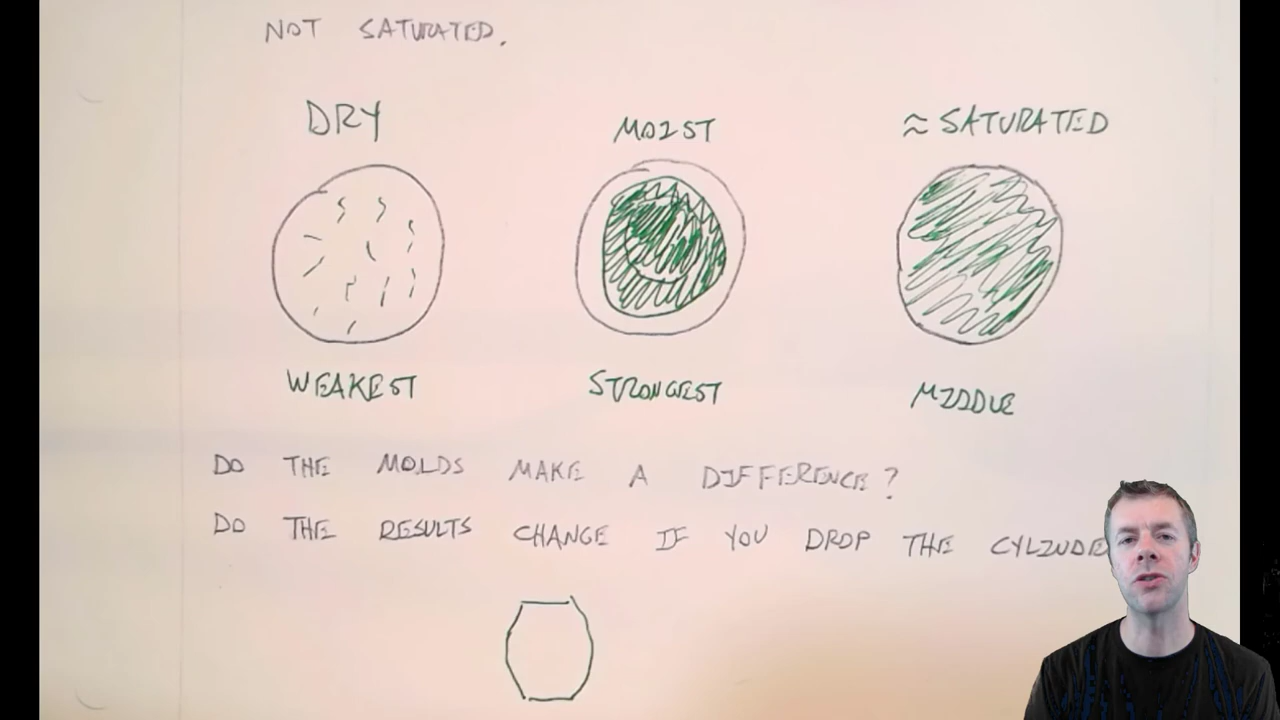 NOT SATURATED.
DRY MOIST ≈ SATURATED
WEAKEST STRONGEST MIDDLE
DO THE MOLDS MAKE A DIFFERENCE?
DO THE RESULTS CHANGE IF YOU DROP THE CYLINDE